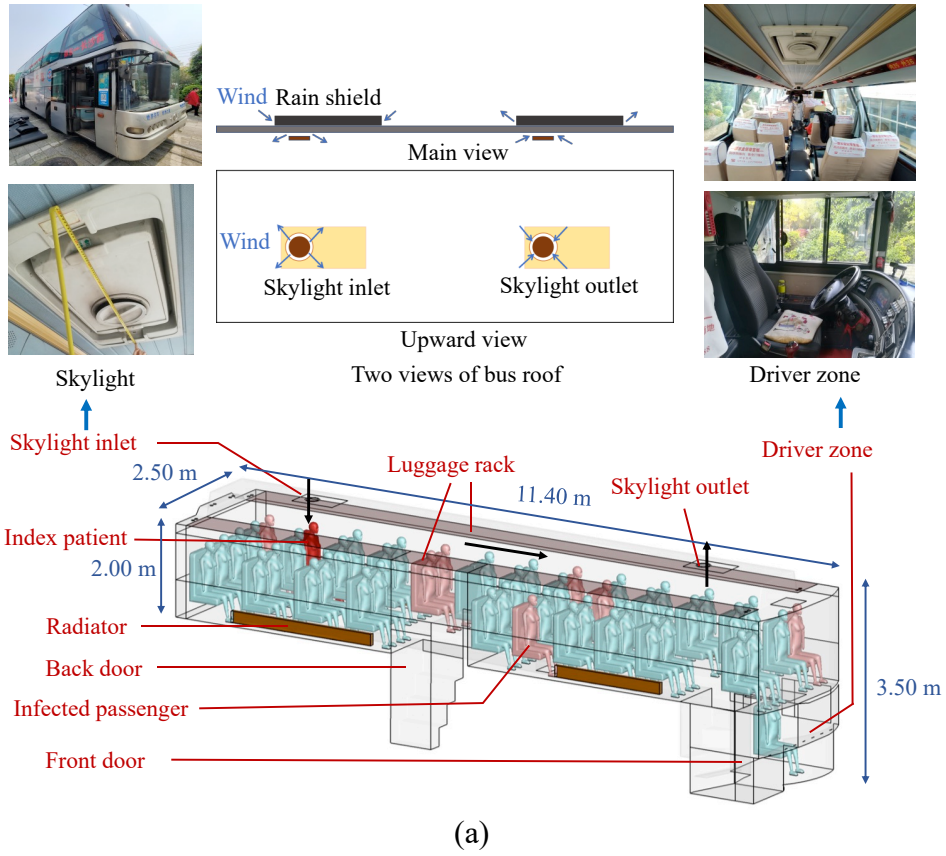 Wind
Rain shield
Main view
Wind
Skylight inlet
Skylight outlet
Upward view
Skylight
Two views of bus roof
Driver zone
Skylight inlet
Driver zone
2.50 m
Luggage rack
11.40 m
Skylight outlet
Index patient
2.00 m
Radiator
Back door
3.50 m
Infected passenger
Front door
(a)